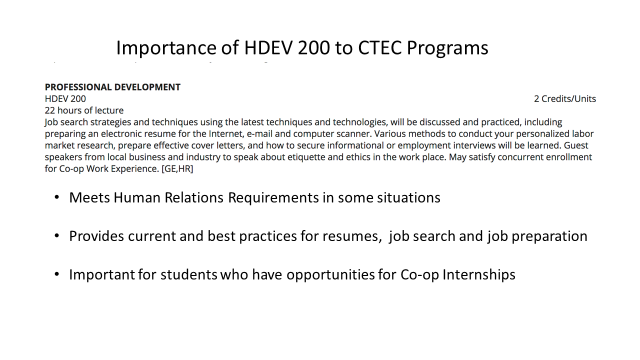 Importance of HDEV 200 to CTEC Programs
PROFESSIONAL DEVELOPMENT
HDEV 200 2 Credits/Units
22 hours of lecture
Job search strategies and techniques using the latest techniques and technologies, will be discussed and practiced, including
preparing an electronic resume for the Internet, e-mail and computer scanner. Various methods to conduct your personalized labor
market research, prepare effective cover letters, and how to secure informational or employment interviews will be learned. Guest
speakers from local business and industry to speak about etiquette and ethics in the work place. May satisfy concurrent enrollment
for Co-op Work Experience. [GE,HR]
• Meets Human Relations Requirements in some situations
• Provides current and best practices for resumes, job search and job preparation
• Important for students who have opportunities for Co-op Internships